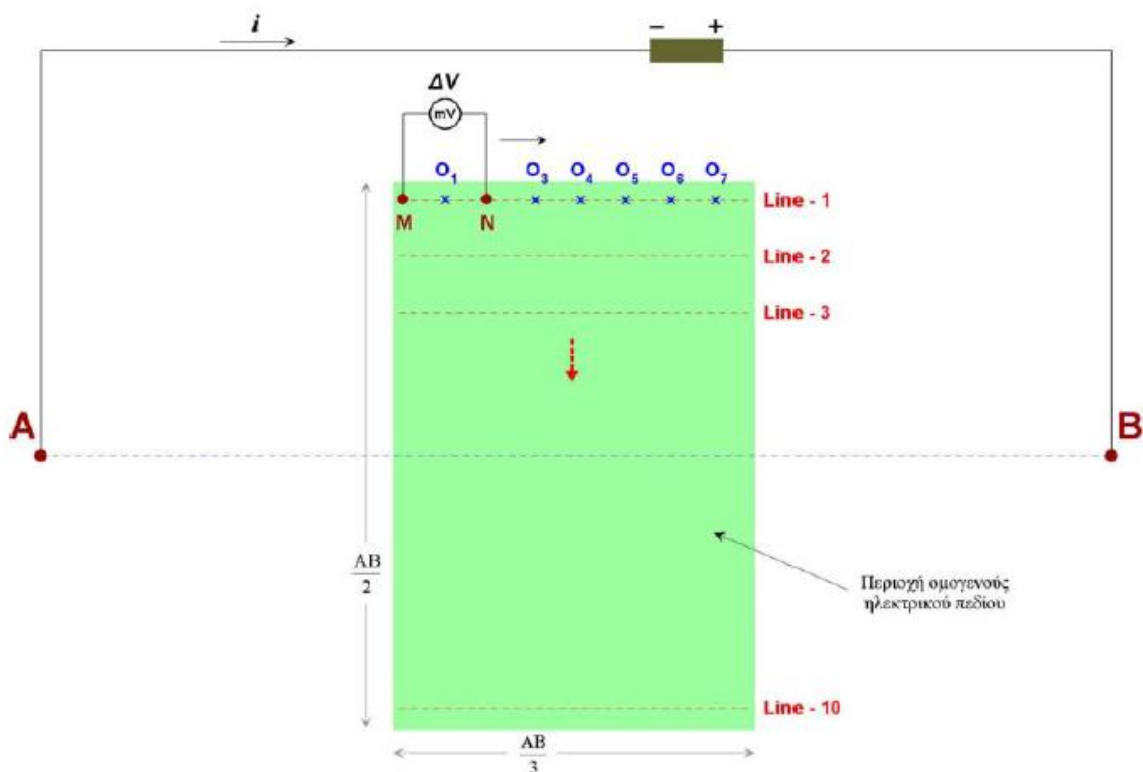 i
− +
ΔV
mV
O1 O3 O4 O5 O6 O7
M N
Line - 1
Line - 2
Line - 3
A B
AB
2
Περιοχή ομογενούς
ηλεκτρικού πεδίου
Line - 10
AB
3